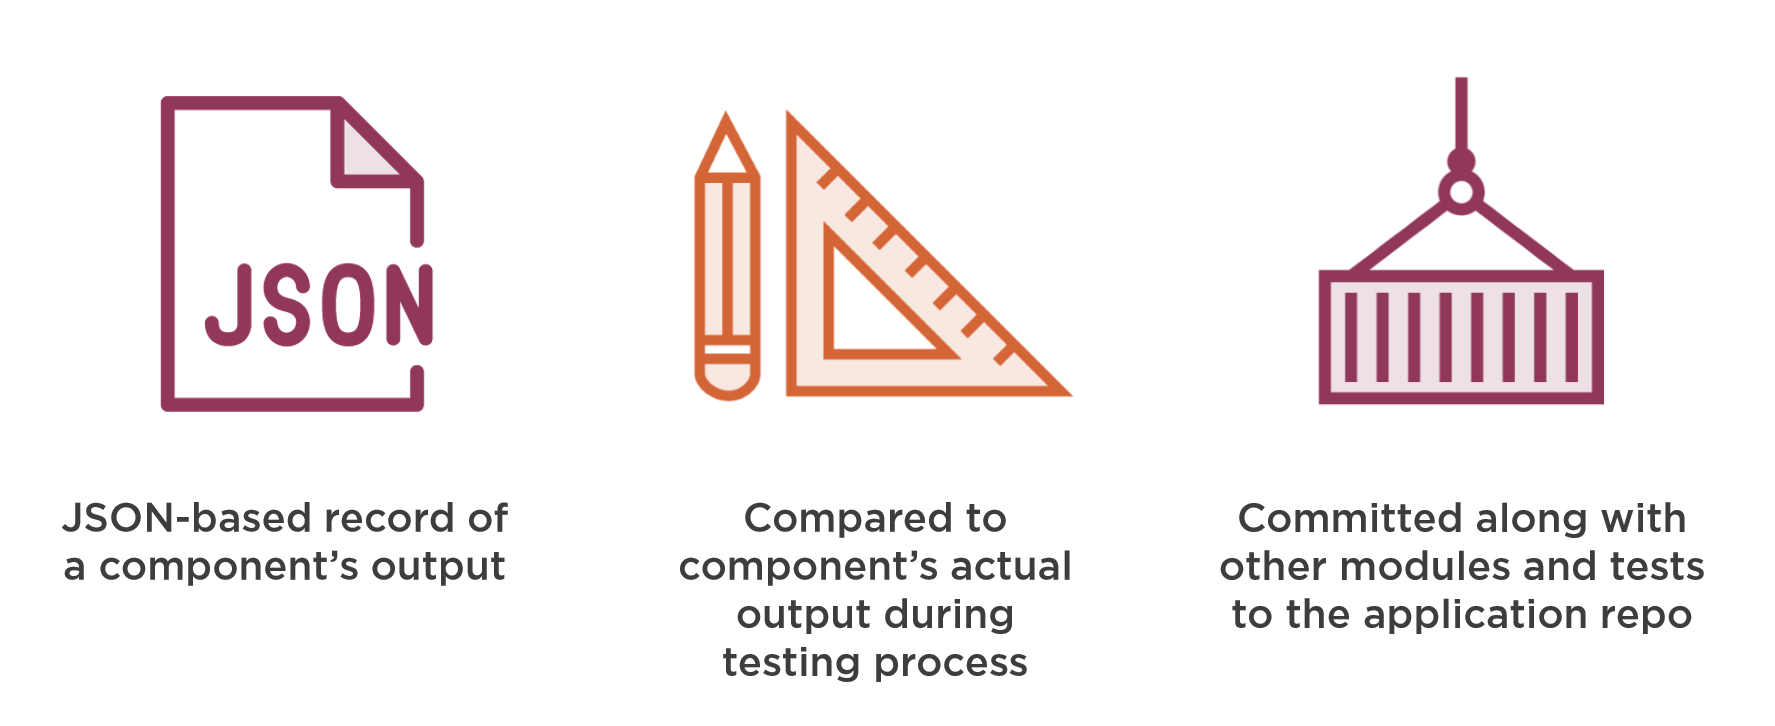 JSON
JSON-based record of
a component’s output
Compared to
component’s actual
output during
testing process
Committed along with
other modules and tests
to the application repo